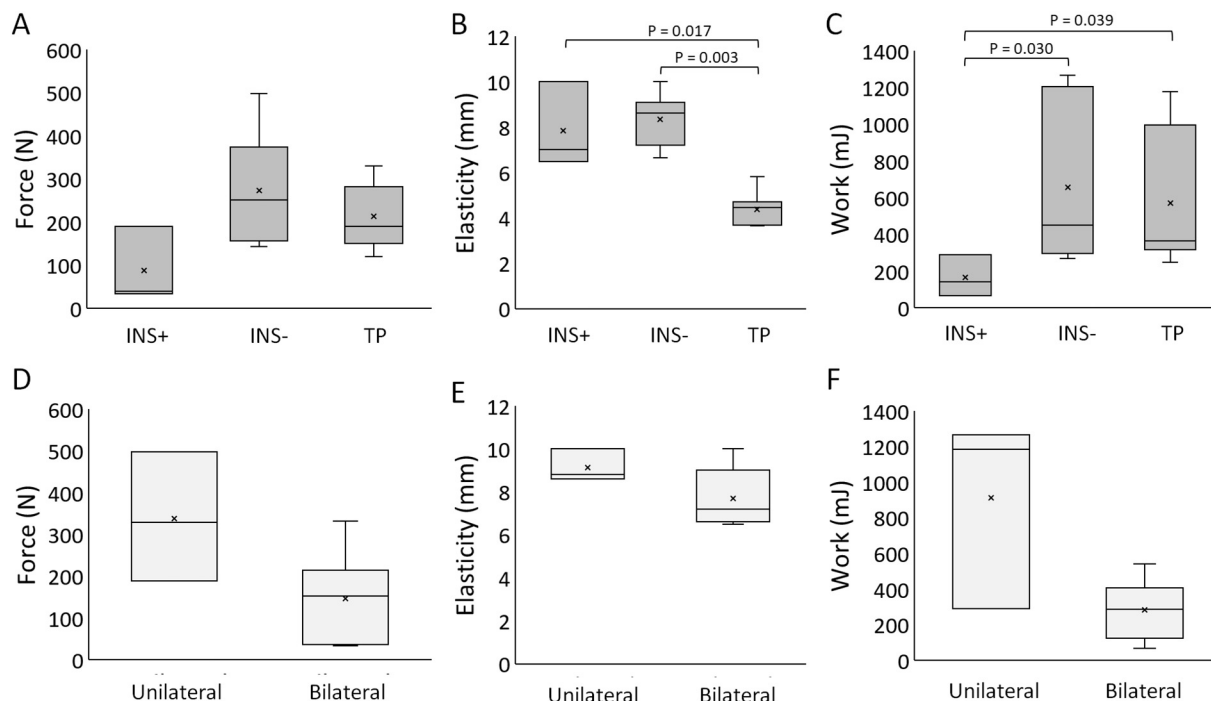 A
Force (N)
600
500
400
300
200
100
0
INS+ INS- TP
B
Elasticity (mm)
12
10
8
6
4
2
0
P = 0.017
P = 0.003
INS+ INS- TP
C
Work (mJ)
1400
1200
1000
800
600
400
200
0
P = 0.039
P = 0.030
INS+ INS- TP
D
Force (N)
600
500
400
300
200
100
0
Unilateral Bilateral
E
Elasticity (mm)
12
10
8
6
4
2
0
Unilateral Bilateral
F
Work (mJ)
1400
1200
1000
800
600
400
200
0
Unilateral Bilateral